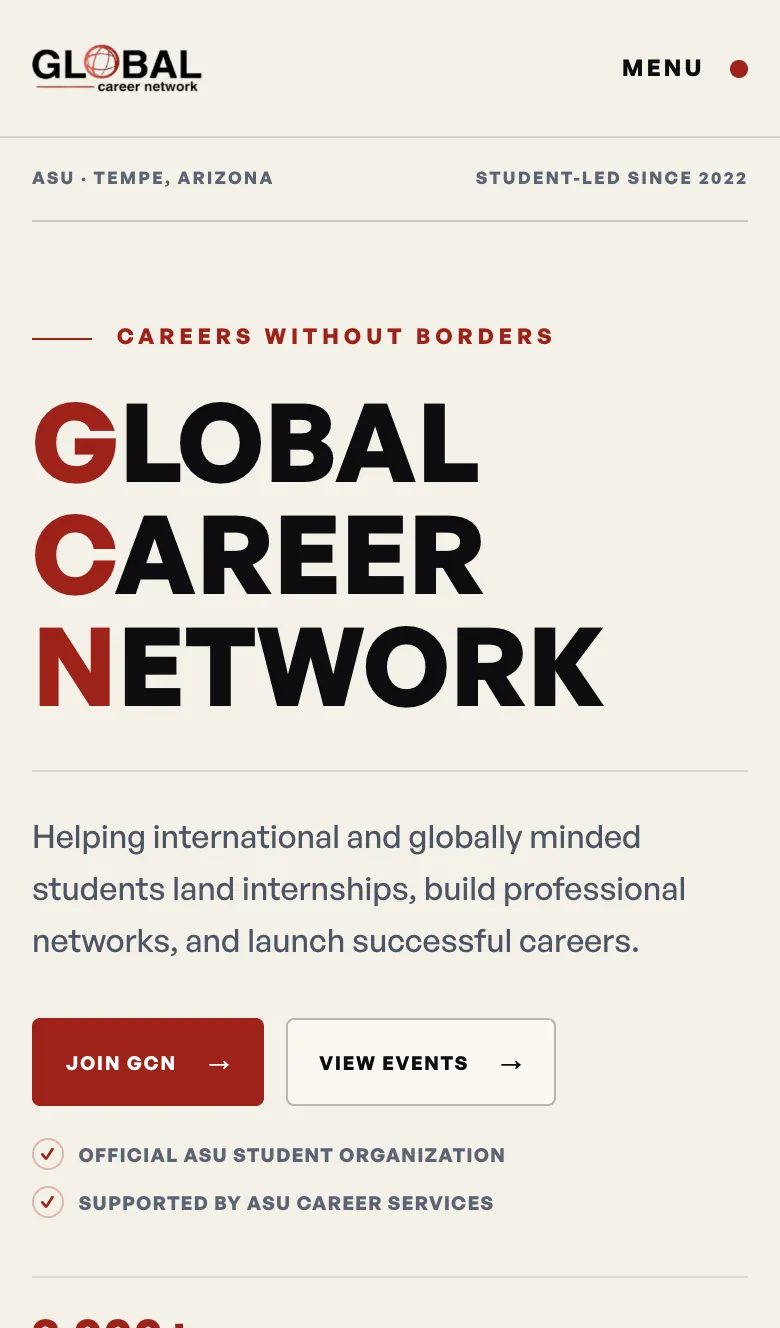 GLOBAL
career network
MENU
ASU · TEMPE, ARIZONA
STUDENT-LED SINCE 2022
CAREERS WITHOUT BORDERS
GLOBAL
CAREER
NETWORK
Helping international and globally minded
students land internships, build professional
networks, and launch successful careers.
JOIN GCN →
VIEW EVENTS →
OFFICIAL ASU STUDENT ORGANIZATION
SUPPORTED BY ASU CAREER SERVICES